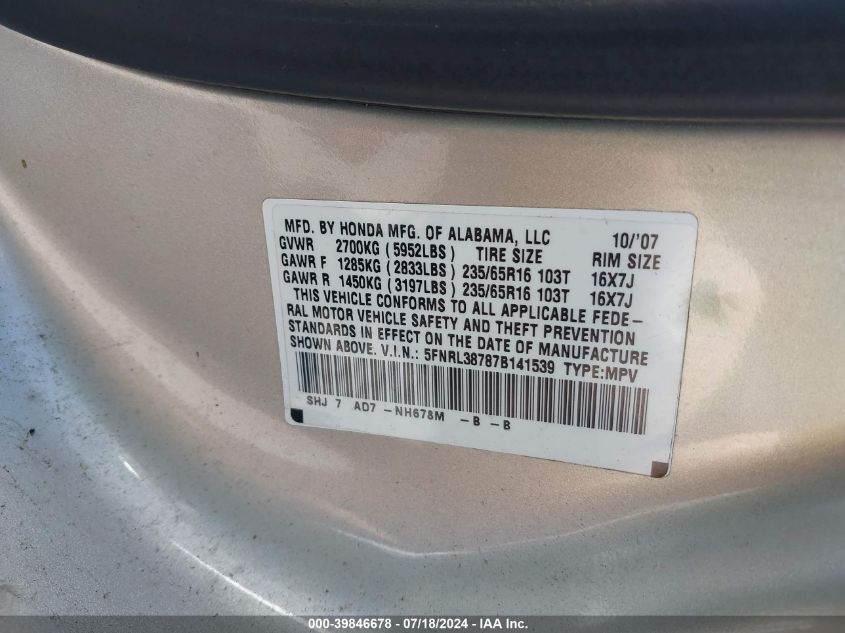 MFD. BY HONDA MFG. OF ALABAMA, LLC 10/'07
GVWR 2700KG (5952LBS) TIRE SIZE RIM SIZE
GAWR F 1285KG (2833LBS) 235/65R16 103T 16X7J
GAWR R 1450KG (3197LBS) 235/65R16 103T 16X7J
THIS VEHICLE CONFORMS TO ALL APPLICABLE FEDE-
RAL MOTOR VEHICLE SAFETY AND THEFT PREVENTION
STANDARDS IN EFFECT ON THE DATE OF MANUFACTURE
SHOWN ABOVE. V.I.N.: 5FNRL38787B141539 TYPE:MPV
SHJ 7 AD7 -NH678M -B -B
000-39846678 - 07/18/2024 - IAAI.COM